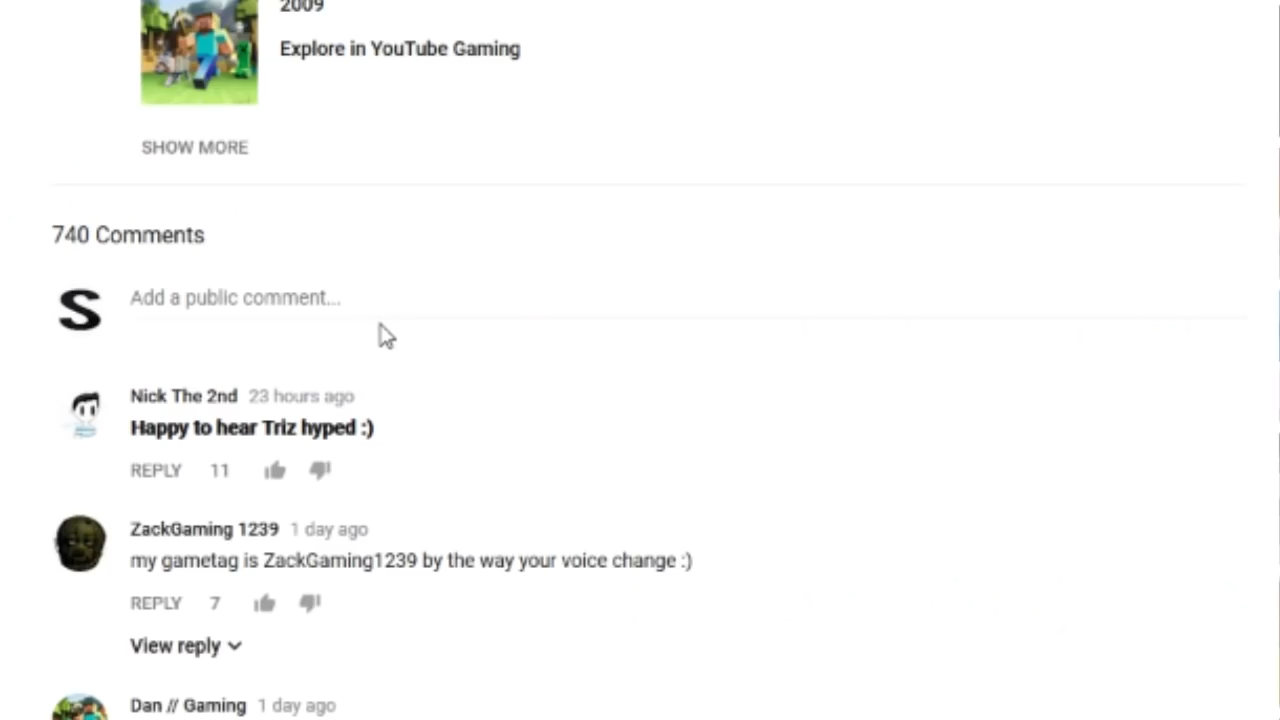 2009
Explore in YouTube Gaming
SHOW MORE
740 Comments
S
Add a public comment...
Nick The 2nd 23 hours ago
Happy to hear Triz hyped :)
REPLY 11
ZackGaming 1239 1 day ago
my gametag is ZackGaming1239 by the way your voice change :)
REPLY 7
View reply
Dan // Gaming 1 day ago